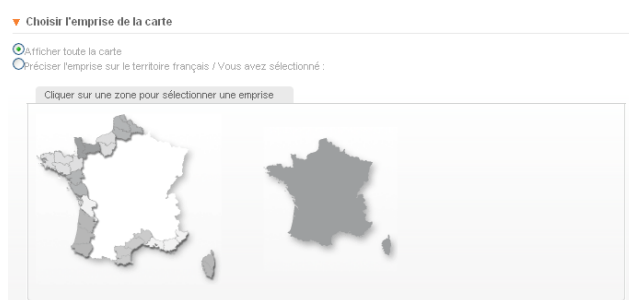 Choisir l'emprise de la carte
Afficher toute la carte
Préciser l'emprise sur le territoire français / Vous avez sélectionné :
Cliquer sur une zone pour sélectionner une emprise